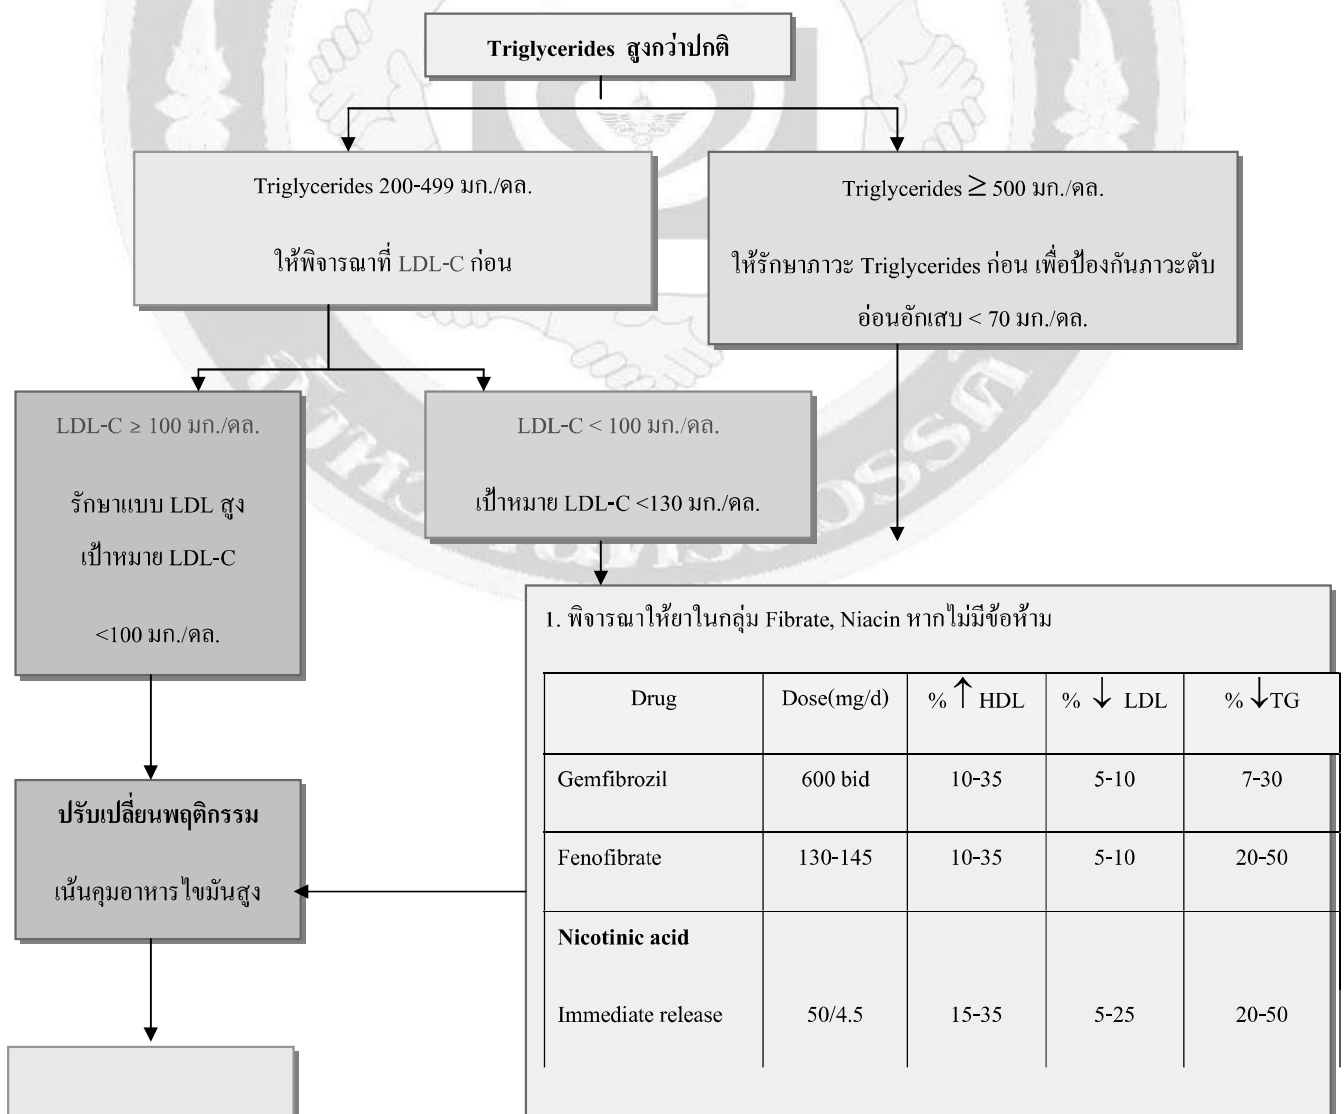 Triglycerides สูงกว่าปกติ
Triglycerides 200-499 มก./ดล.
ให้พิจารณาที่ LDL-C ก่อน
Triglycerides ≥ 500 มก./ดล.
ให้รักษาภาวะ Triglycerides ก่อน เพื่อป้องกันภาวะตับ
อ่อนอักเสบ < 70 มก./ดล.
LDL-C ≥ 100 มก./ดล.
รักษาแบบ LDL สูง
เป้าหมาย LDL-C
<100 มก./ดล.
LDL-C < 100 มก./ดล.
เป้าหมาย LDL-C <130 มก./ดล.
1. พิจารณาให้ยาในกลุ่ม Fibrate, Niacin หากไม่มีข้อห้าม
Drug Dose(mg/d) % ↑ HDL % ↓ LDL % ↓TG
Gemfibrozil 600 bid 10-35 5-10 7-30
Fenofibrate 130-145 10-35 5-10 20-50
Nicotinic acid
Immediate release 50/4.5 15-35 5-25 20-50
ปรับเปลี่ยนพฤติกรรม
เน้นคุมอาหารไขมันสูง